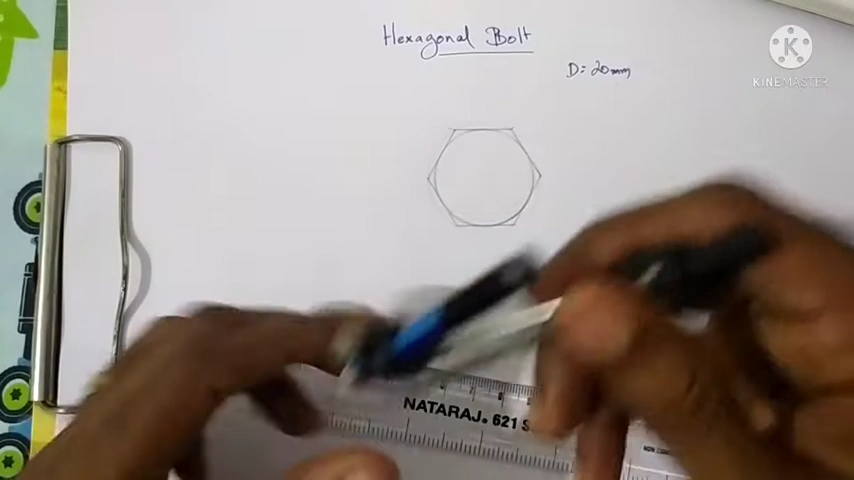 Hexagonal Bolt
D: 20mm
K
KINEMASTER
NATARAJ 621